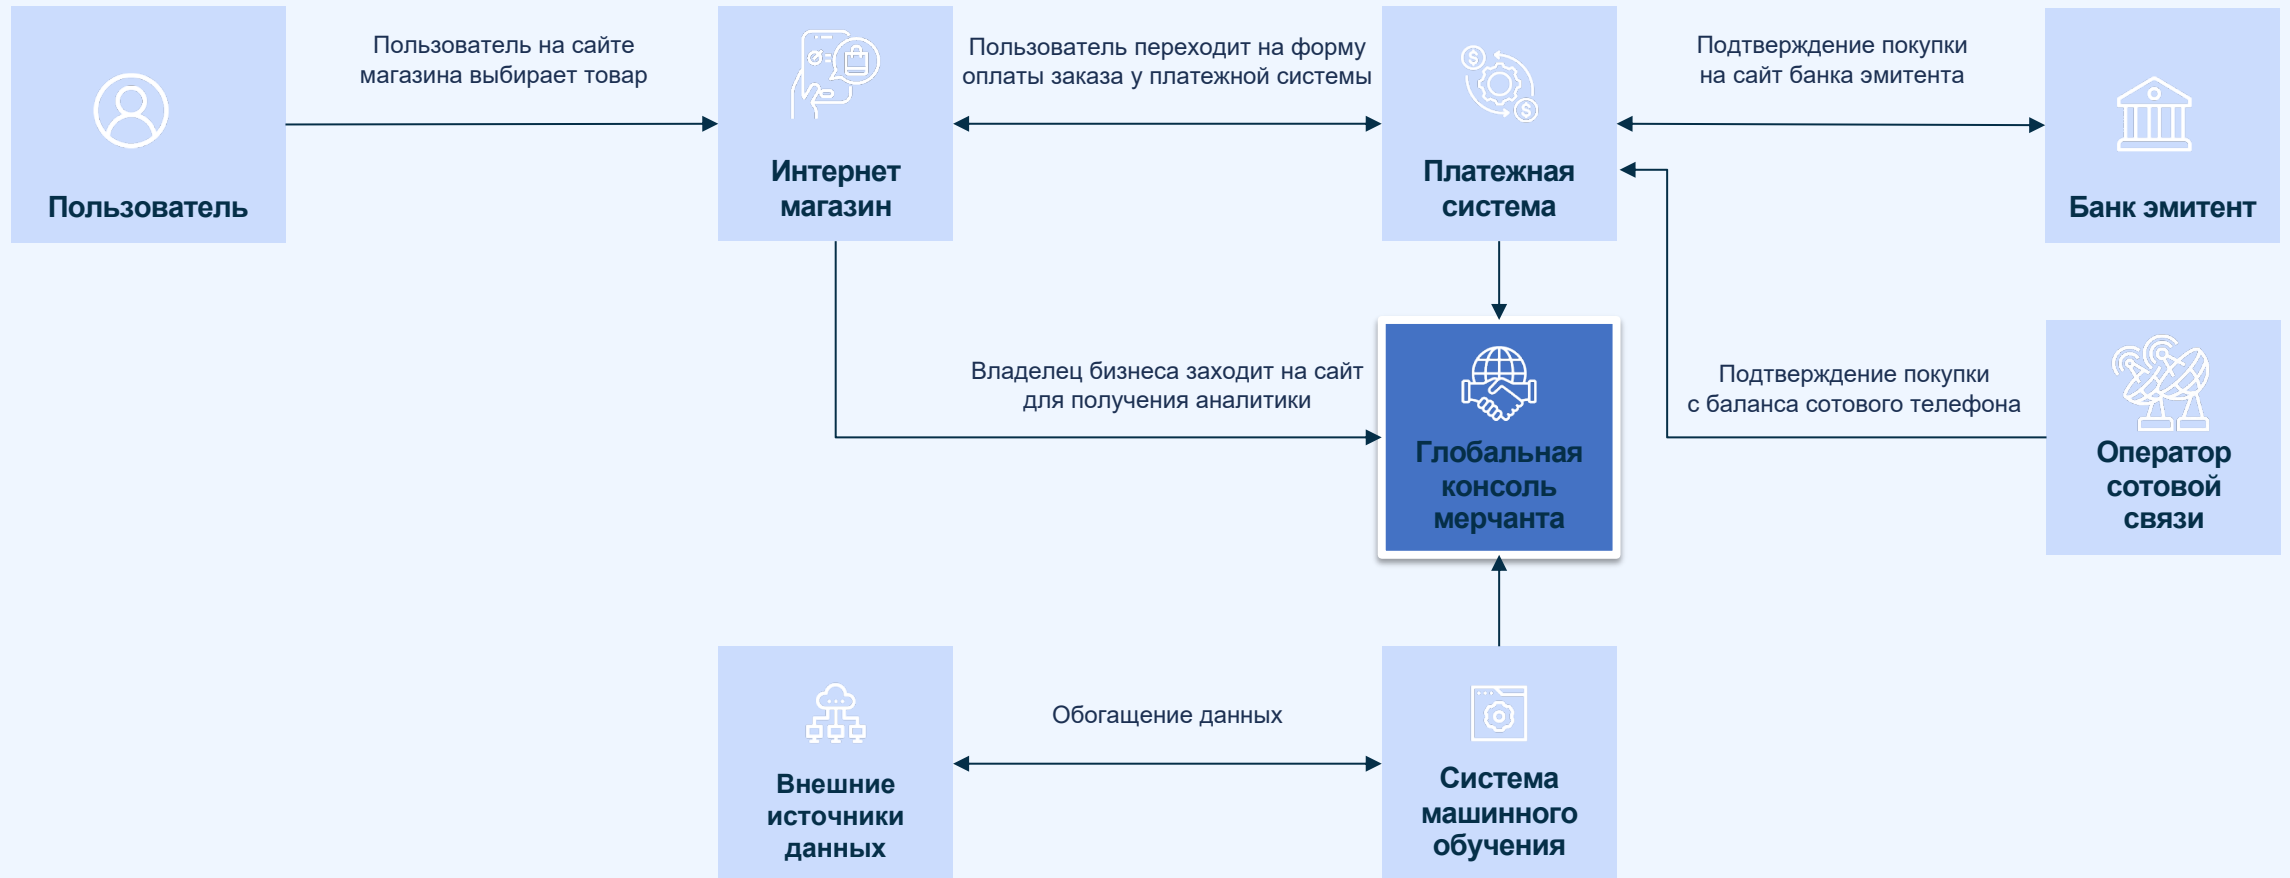 Пользователь на сайте
магазина выбирает товар
Пользователь переходит на форму
оплаты заказа у платежной системы
Подтверждение покупки
на сайт банка эмитента
Пользователь
Интернет
магазин
Платежная
система
Банк эмитент
Владелец бизнеса заходит на сайт
для получения аналитики
Глобальная
консоль
мерчанта
Подтверждение покупки
с баланса сотового телефона
Оператор
сотовой
связи
Обогащение данных
Внешние
источники
данных
Система
машинного
обучения